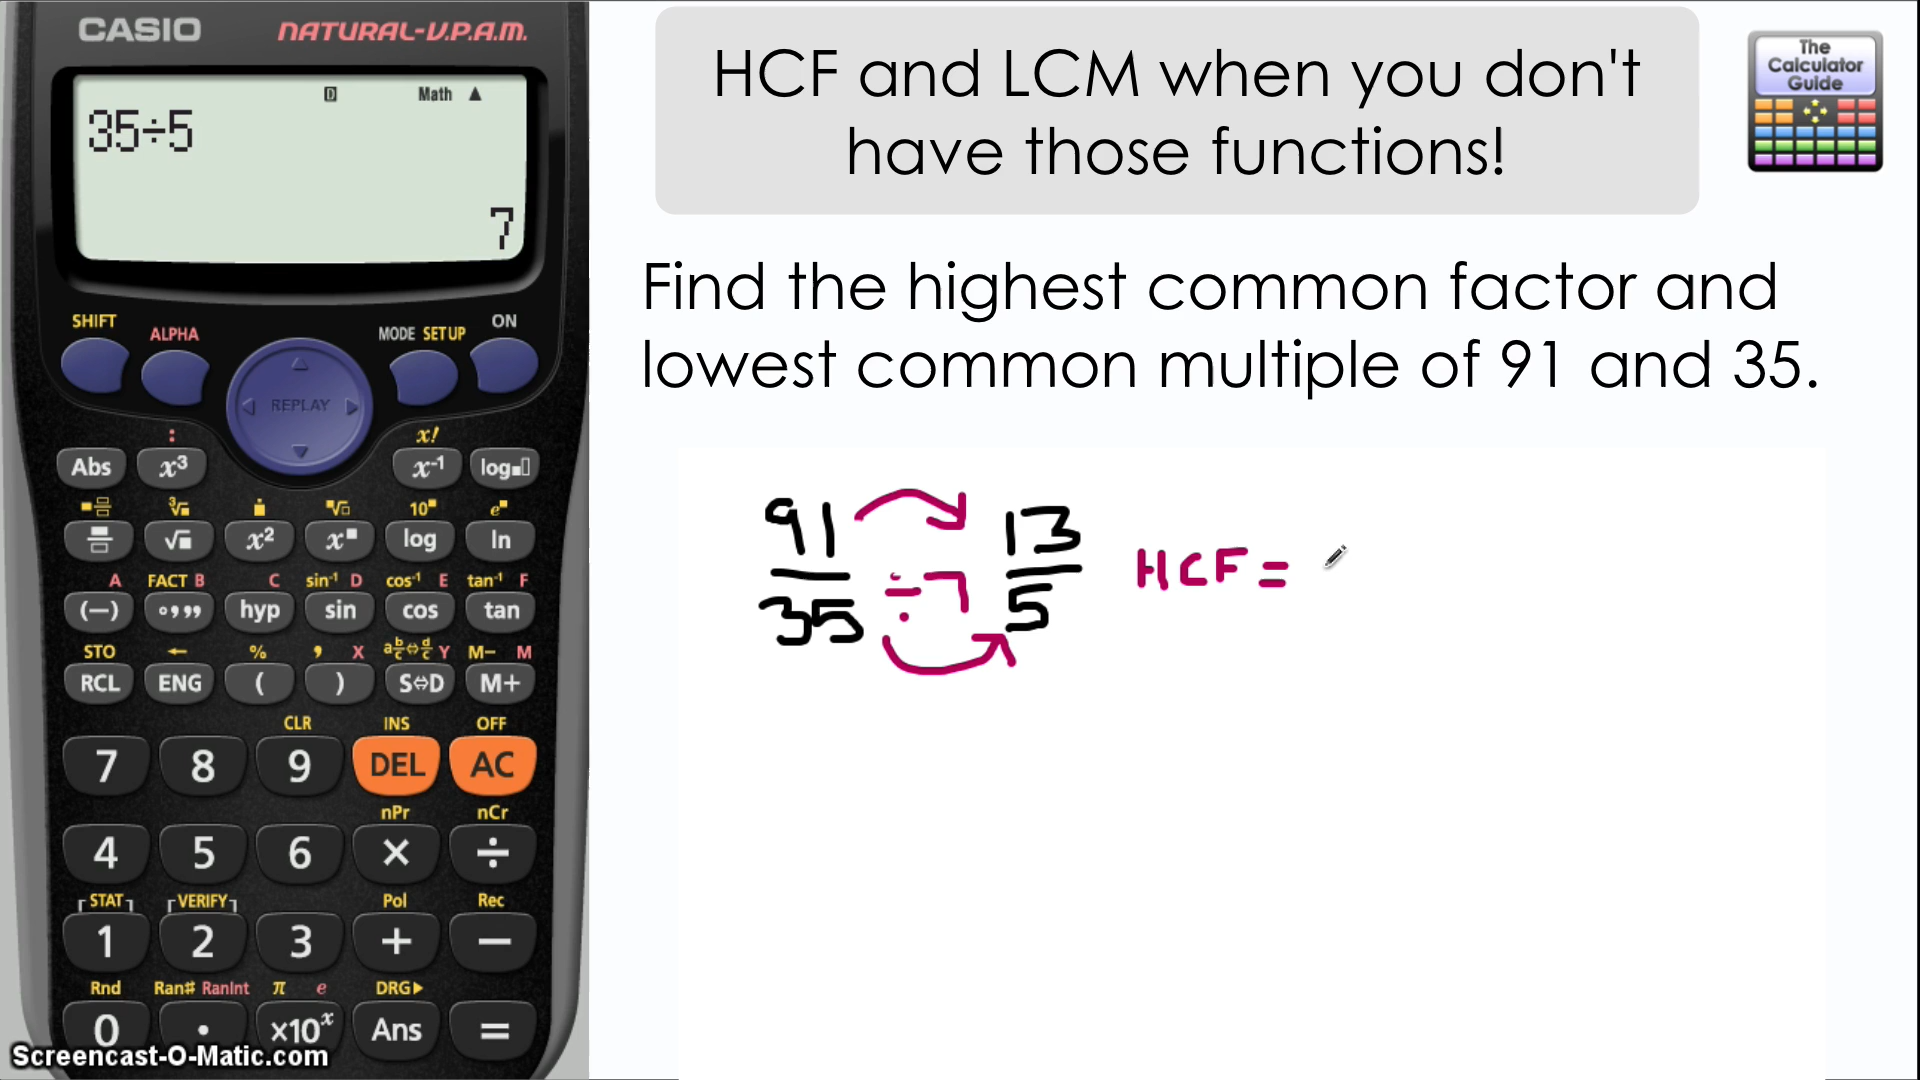 CASIO NATURAL-V.P.A.M.
D Math ▲
35÷5
7
SHIFT ALPHA MODE SETUP ON
REPLAY
: x!
Abs x³ x⁻¹ log
■ ³√ ■ ˣ√ 10■ e■
√■ x² x■ log ln
A FACT B C sin⁻¹ D cos⁻¹ E tan⁻¹ F
(—) °,,, hyp sin cos tan
STO ← % , X a b/c⇔d/c Y M− M
RCL ENG ( ) S⇔D M+
CLR INS OFF
7 8 9 DEL AC
nPr nCr
4 5 6 × ÷
STAT VERIFY Pol Rec
1 2 3 + −
Rnd Ran# RanInt π e DRG▶
0 . ×10ˣ Ans =
Screencast-O-Matic.com
HCF and LCM when you don't
have those functions!
The
Calculator
Guide
Find the highest common factor and
lowest common multiple of 91 and 35.
91 13
÷7 HCF =
35 ÷ 5